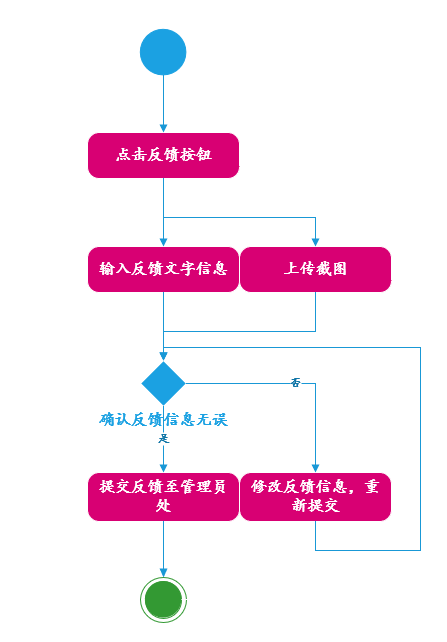 点击反馈按钮
输入反馈文字信息
上传截图
否
确认反馈信息无误
是
提交反馈至管理员
处
修改反馈信息，重
新提交